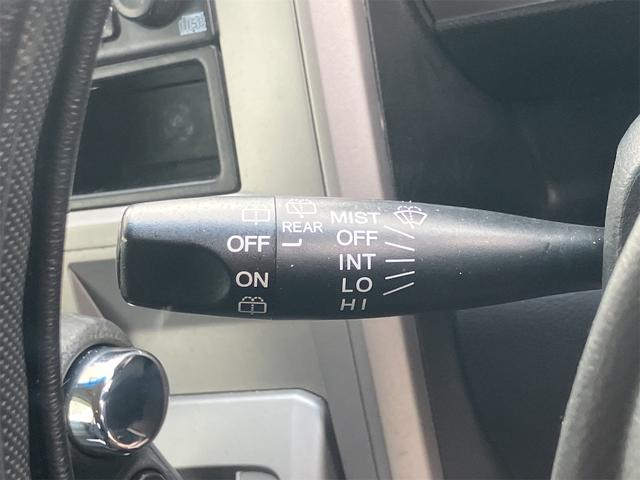 OFF
ON
REAR
MIST
OFF
INT
LO
HI